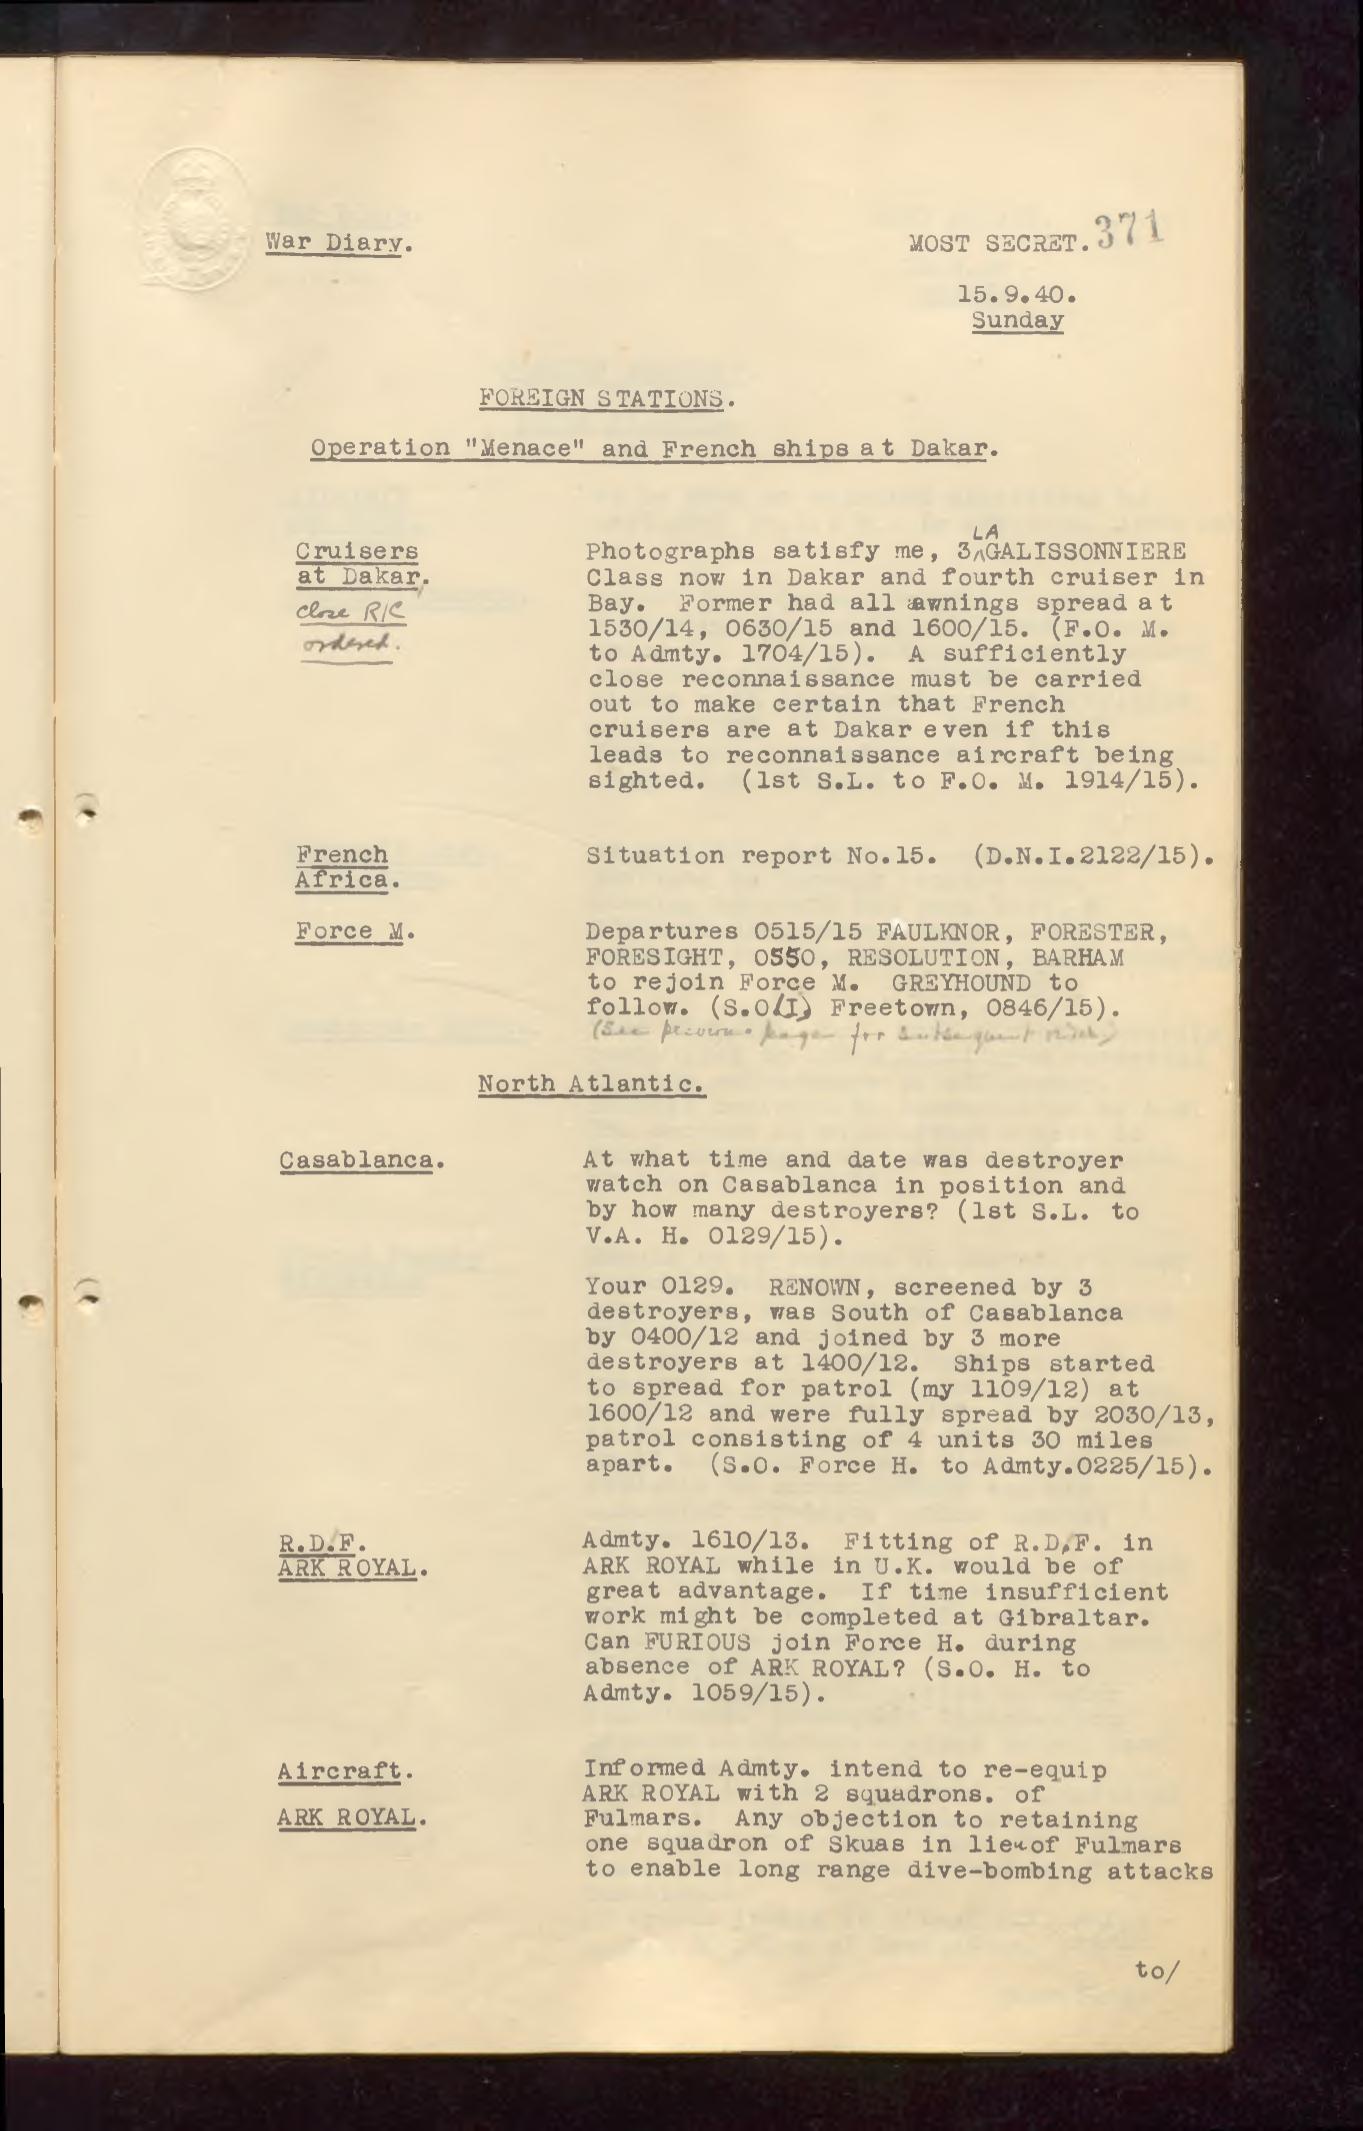 War Diary.
MOST SECRET. 371
15.9.40.
Sunday
FOREIGN STATIONS.
Operation "Menace" and French ships at Dakar.
Cruisers
at Dakar.
close R/C
ordered.
LA
Photographs satisfy me, 3 GALISSONNIERE
Class now in Dakar and fourth cruiser in
Bay. Former had all awnings spread at
1530/14, 0630/15 and 1600/15. (F.O. M.
to Admty. 1704/15). A sufficiently
close reconnaissance must be carried
out to make certain that French
cruisers are at Dakar even if this
leads to reconnaissance aircraft being
sighted. (1st S.L. to F.O. M. 1914/15).
French
Africa.
Situation report No.15. (D.N.I.2122/15).
Force M.
Departures 0515/15 FAULKNOR, FORESTER,
FORESIGHT, 0550, RESOLUTION, BARHAM
to rejoin Force M. GREYHOUND to
follow. (S.O.(I) Freetown, 0846/15).
(See previous page for subsequent
North Atlantic.
Casablanca.
At what time and date was destroyer
watch on Casablanca in position and
by how many destroyers? (1st S.L. to
V.A. H. 0129/15).
Your 0129. RENOWN, screened by 3
destroyers, was South of Casablanca
by 0400/12 and joined by 3 more
destroyers at 1400/12. Ships started
to spread for patrol (my 1109/12) at
1600/12 and were fully spread by 2030/13,
patrol consisting of 4 units 30 miles
apart. (S.O. Force H. to Admty.0225/15).
R.D.F.
ARK ROYAL.
Admty. 1610/13. Fitting of R.D.F. in
ARK ROYAL while in U.K. would be of
great advantage. If time insufficient
work might be completed at Gibraltar.
Can FURIOUS join Force H. during
absence of ARK ROYAL? (S.O. H. to
Admty. 1059/15).
Aircraft.
ARK ROYAL.
Informed Admty. intend to re-equip
ARK ROYAL with 2 squadrons. of
Fulmars. Any objection to retaining
one squadron of Skuas in lieu of Fulmars
to enable long range dive-bombing attacks
to/